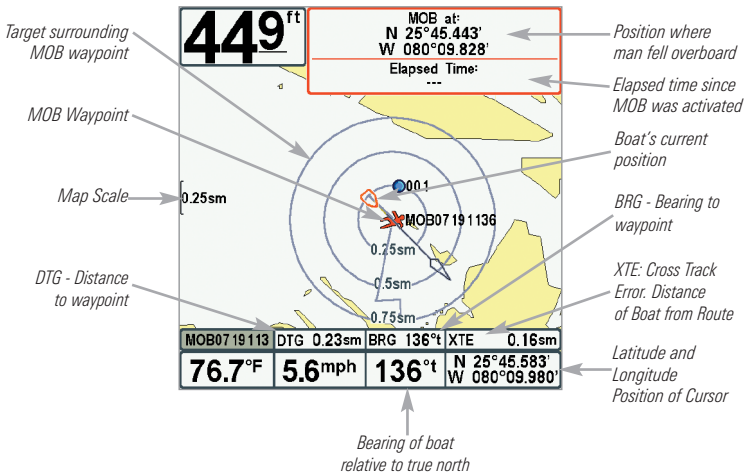 449 ft
MOB at:
N 25°45.443'
W 080°09.828'
Elapsed Time:
---
Target surrounding
MOB waypoint
MOB Waypoint
Map Scale
DTG - Distance
to waypoint
Position where
man fell overboard
Elapsed time since
MOB was activated
Boat's current
position
BRG - Bearing to
waypoint
XTE: Cross Track
Error. Distance
of Boat from Route
Latitude and
Longitude
Position of Cursor
0.25sm
001
MOB07191136
0.25sm
0.5sm
0.75sm
MOB0719113 DTG 0.23sm BRG 136°t XTE 0.16sm
76.7°F 5.6mph 136°t N 25°45.583'
W 080°09.980'
Bearing of boat
relative to true north